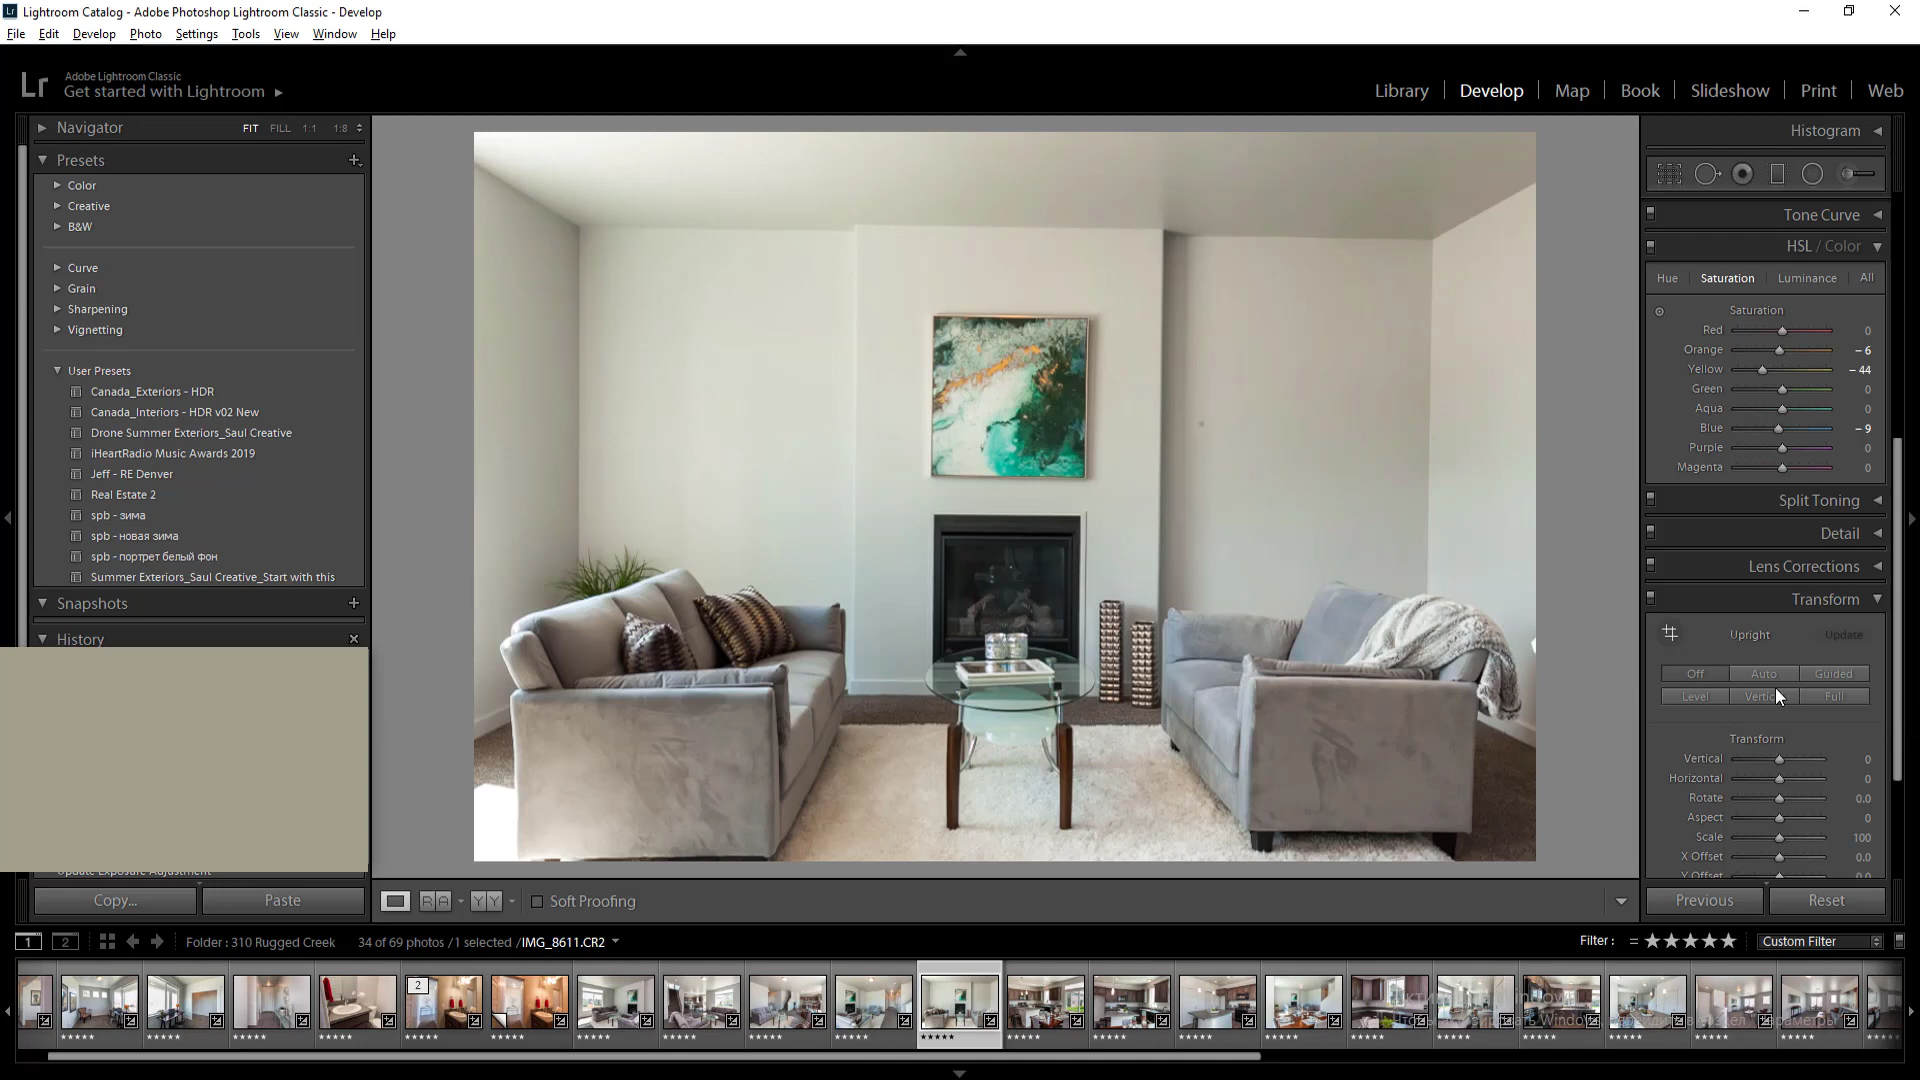 Lightroom Catalog - Adobe Photoshop Lightroom Classic - Develop
File Edit Develop Photo Settings Tools View Window Help
Lr
Adobe Lightroom Classic
Get started with Lightroom
Library Develop Map Book Slideshow Print Web
Navigator FIT FILL 1:1 1:8
Presets
Color
Creative
B&W
Curve
Grain
Sharpening
Vignetting
User Presets
Canada_Exteriors - HDR
Canada_Interiors - HDR v02 New
Drone Summer Exteriors_Saul Creative
iHeartRadio Music Awards 2019
Jeff - RE Denver
Real Estate 2
spb - зима
spb - новая зима
spb - портрет белый фон
Summer Exteriors_Saul Creative_Start with this
Snapshots
History
Update Exposure Adjustment
Copy... Paste
Histogram
Tone Curve
HSL / Color
Hue Saturation Luminance All
Saturation
Red 0
Orange - 6
Yellow - 44
Green 0
Aqua 0
Blue - 9
Purple 0
Magenta 0
Split Toning
Detail
Lens Corrections
Transform
Upright Update
Off Auto Guided
Level Full
Transform
Vertical 0
Horizontal 0
Rotate 0.0
Aspect 0
Scale 100
X Offset 0.0
Y Offset 0.0
Previous Reset
R A Y Y Soft Proofing
1 2 Folder : 310 Rugged Creek 34 of 69 photos / 1 selected / IMG_8611.CR2 Filter : Custom Filter
2